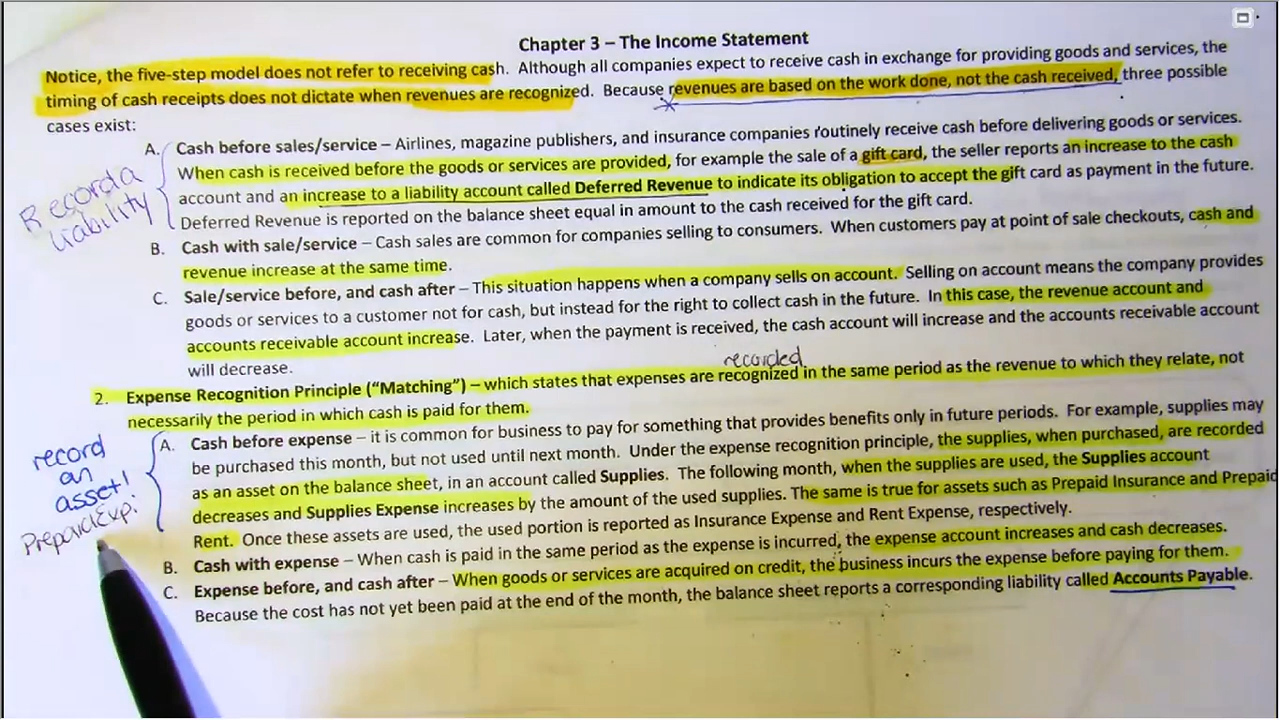 Chapter 3 – The Income Statement
Notice, the five-step model does not refer to receiving cash. Although all companies expect to receive cash in exchange for providing goods and services, the
timing of cash receipts does not dictate when revenues are recognized. Because revenues are based on the work done, not the cash received, three possible
cases exist:
A. Cash before sales/service – Airlines, magazine publishers, and insurance companies routinely receive cash before delivering goods or services.
When cash is received before the goods or services are provided, for example the sale of a gift card, the seller reports an increase to the cash
account and an increase to a liability account called Deferred Revenue to indicate its obligation to accept the gift card as payment in the future.
Deferred Revenue is reported on the balance sheet equal in amount to the cash received for the gift card.
Record a
liability
B. Cash with sale/service – Cash sales are common for companies selling to consumers. When customers pay at point of sale checkouts, cash and
revenue increase at the same time.
C. Sale/service before, and cash after – This situation happens when a company sells on account. Selling on account means the company provides
goods or services to a customer not for cash, but instead for the right to collect cash in the future. In this case, the revenue account and
accounts receivable account increase. Later, when the payment is received, the cash account will increase and the accounts receivable account
will decrease.
recorded
2. Expense Recognition Principle (“Matching”) – which states that expenses are recognized in the same period as the revenue to which they relate, not
necessarily the period in which cash is paid for them.
A. Cash before expense – it is common for business to pay for something that provides benefits only in future periods. For example, supplies may
be purchased this month, but not used until next month. Under the expense recognition principle, the supplies, when purchased, are recorded
as an asset on the balance sheet, in an account called Supplies. The following month, when the supplies are used, the Supplies account
decreases and Supplies Expense increases by the amount of the used supplies. The same is true for assets such as Prepaid Insurance and Prepaid
Rent. Once these assets are used, the used portion is reported as Insurance Expense and Rent Expense, respectively.
record
an
asset!
Prepaid Exp.
B. Cash with expense – When cash is paid in the same period as the expense is incurred, the expense account increases and cash decreases.
C. Expense before, and cash after – When goods or services are acquired on credit, the business incurs the expense before paying for them.
Because the cost has not yet been paid at the end of the month, the balance sheet reports a corresponding liability called Accounts Payable.